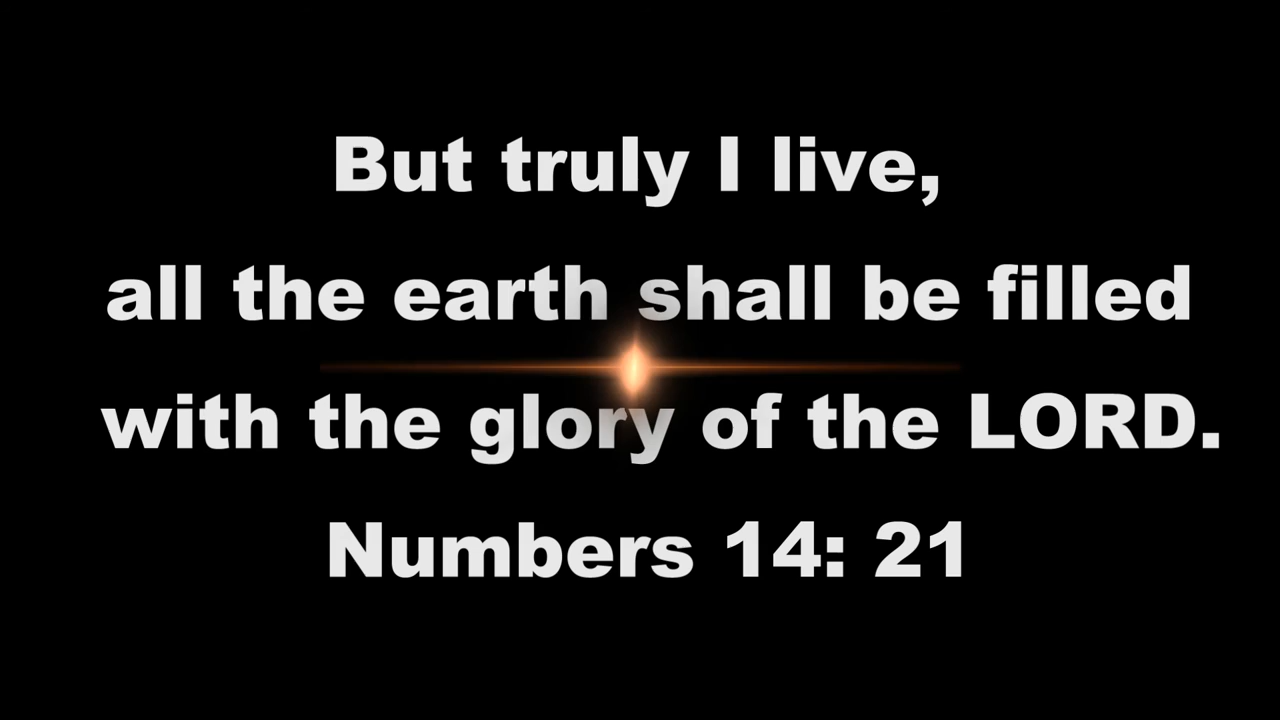 But truly I live,
all the earth shall be filled
with the glory of the LORD.
Numbers 14: 21